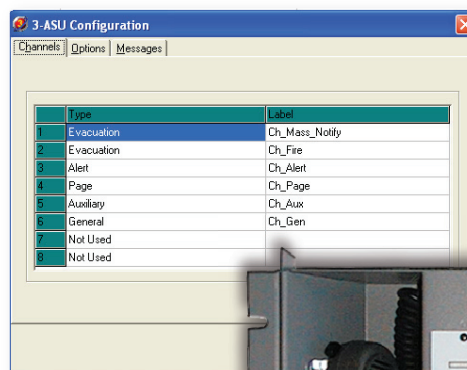 3-ASU Configuration
Channels Options Messages
Type Label
1 Evacuation Ch_Mass_Notify
2 Evacuation Ch_Fire
3 Alert Ch_Alert
4 Page Ch_Page
5 Auxiliary Ch_Aux
6 General Ch_Gen
7 Not Used
8 Not Used